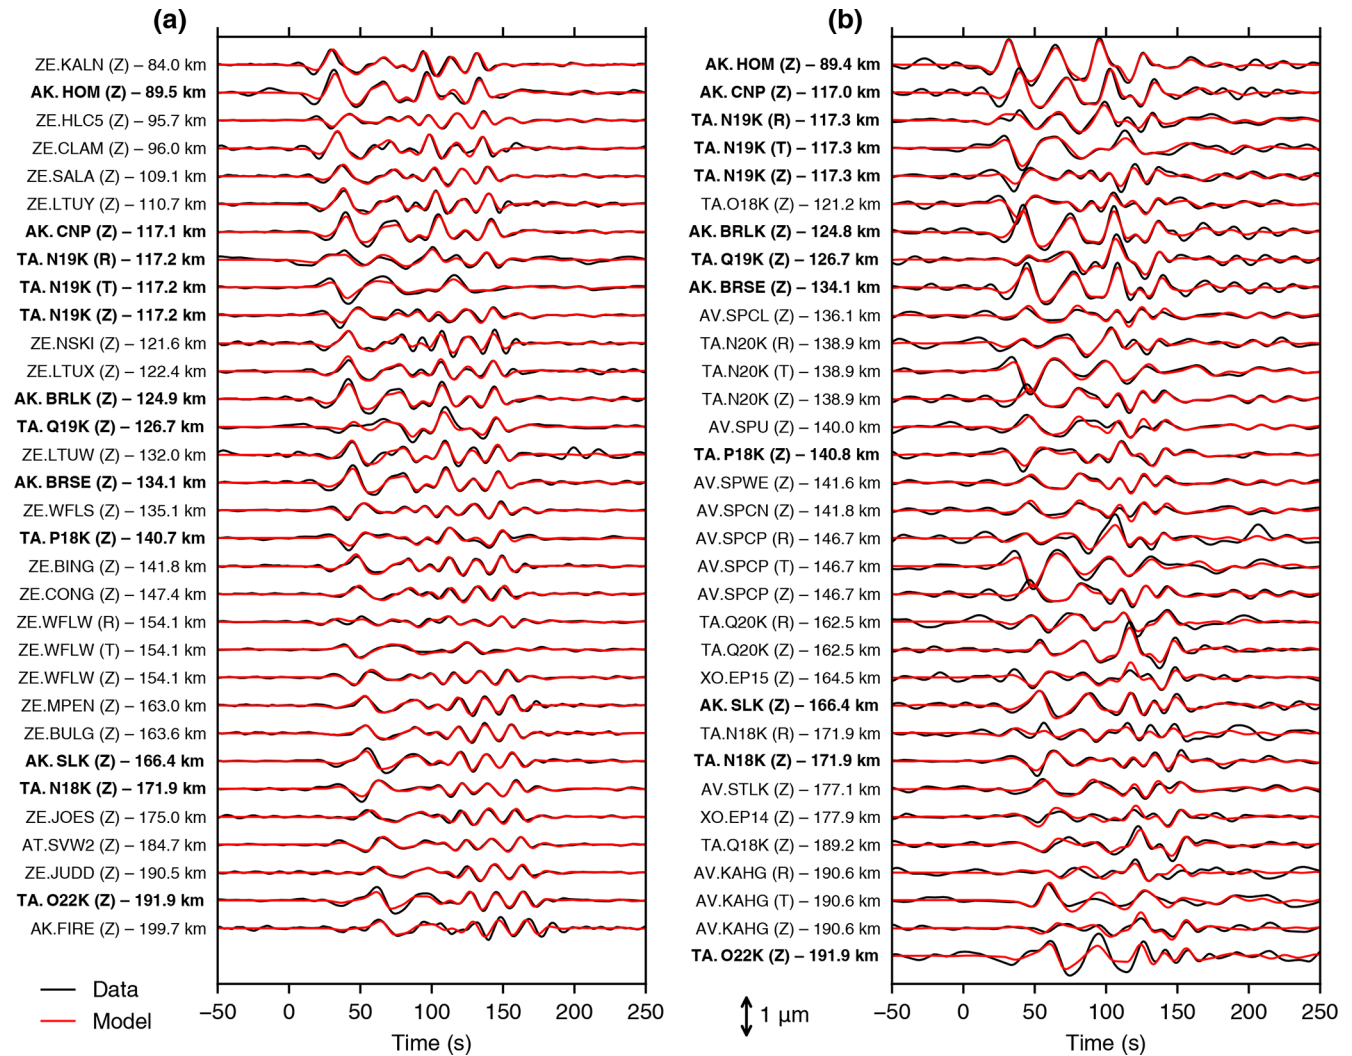 (a)
ZE.KALN (Z) – 84.0 km
AK. HOM (Z) – 89.5 km
ZE.HLC5 (Z) – 95.7 km
ZE.CLAM (Z) – 96.0 km
ZE.SALA (Z) – 109.1 km
ZE.LTUY (Z) – 110.7 km
AK. CNP (Z) – 117.1 km
TA. N19K (R) – 117.2 km
TA. N19K (T) – 117.2 km
TA. N19K (Z) – 117.2 km
ZE.NSKI (Z) – 121.6 km
ZE.LTUX (Z) – 122.4 km
AK. BRLK (Z) – 124.9 km
TA. Q19K (Z) – 126.7 km
ZE.LTUW (Z) – 132.0 km
AK. BRSE (Z) – 134.1 km
ZE.WFLS (Z) – 135.1 km
TA. P18K (Z) – 140.7 km
ZE.BING (Z) – 141.8 km
ZE.CONG (Z) – 147.4 km
ZE.WFLW (R) – 154.1 km
ZE.WFLW (T) – 154.1 km
ZE.WFLW (Z) – 154.1 km
ZE.MPEN (Z) – 163.0 km
ZE.BULG (Z) – 163.6 km
AK. SLK (Z) – 166.4 km
TA. N18K (Z) – 171.9 km
ZE.JOES (Z) – 175.0 km
AT.SVW2 (Z) – 184.7 km
ZE.JUDD (Z) – 190.5 km
TA. O22K (Z) – 191.9 km
AK.FIRE (Z) – 199.7 km
Data
Model
−50 0 50 100 150 200 250
Time (s)
(b)
AK. HOM (Z) – 89.4 km
AK. CNP (Z) – 117.0 km
TA. N19K (R) – 117.3 km
TA. N19K (T) – 117.3 km
TA. N19K (Z) – 117.3 km
TA.O18K (Z) – 121.2 km
AK. BRLK (Z) – 124.8 km
TA. Q19K (Z) – 126.7 km
AK. BRSE (Z) – 134.1 km
AV.SPCL (Z) – 136.1 km
TA.N20K (R) – 138.9 km
TA.N20K (T) – 138.9 km
TA.N20K (Z) – 138.9 km
AV.SPU (Z) – 140.0 km
TA. P18K (Z) – 140.8 km
AV.SPWE (Z) – 141.6 km
AV.SPCN (Z) – 141.8 km
AV.SPCP (R) – 146.7 km
AV.SPCP (T) – 146.7 km
AV.SPCP (Z) – 146.7 km
TA.Q20K (R) – 162.5 km
TA.Q20K (Z) – 162.5 km
XO.EP15 (Z) – 164.5 km
AK. SLK (Z) – 166.4 km
TA.N18K (R) – 171.9 km
TA. N18K (Z) – 171.9 km
AV.STLK (Z) – 177.1 km
XO.EP14 (Z) – 177.9 km
TA.Q18K (Z) – 189.2 km
AV.KAHG (R) – 190.6 km
AV.KAHG (T) – 190.6 km
AV.KAHG (Z) – 190.6 km
TA. O22K (Z) – 191.9 km
1 μm
−50 0 50 100 150 200 250
Time (s)